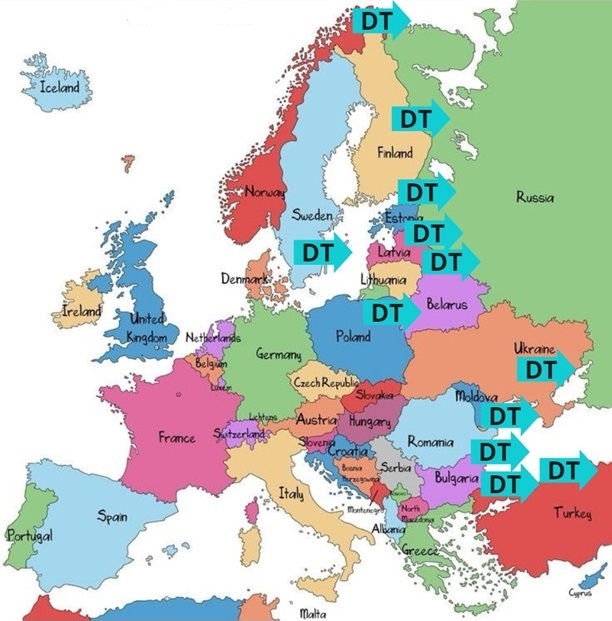 DT
Iceland
DT
Finland
Russia
DT
Norway
Sweden
Estonia
DT
DT
Latvia
DT
Denmark
Lithuania
Belarus
Ireland
United
Kingdom
Netherlands
DT
Poland
Germany
Ukraine
Belgium
DT
Luxem
Czech Republic
Slovakia
Moldova
DT
Lichtens
Austria
Hungary
France
Switzerland
Slovenia
Romania
Croatia
DT
Bosnia
Herzegovina
Serbia
DT
Bulgaria
DT
Italy
Kosovo
Montenegro
North
Macedonia
Turkey
Spain
Portugal
Albania
Greece
Cyprus
Malta